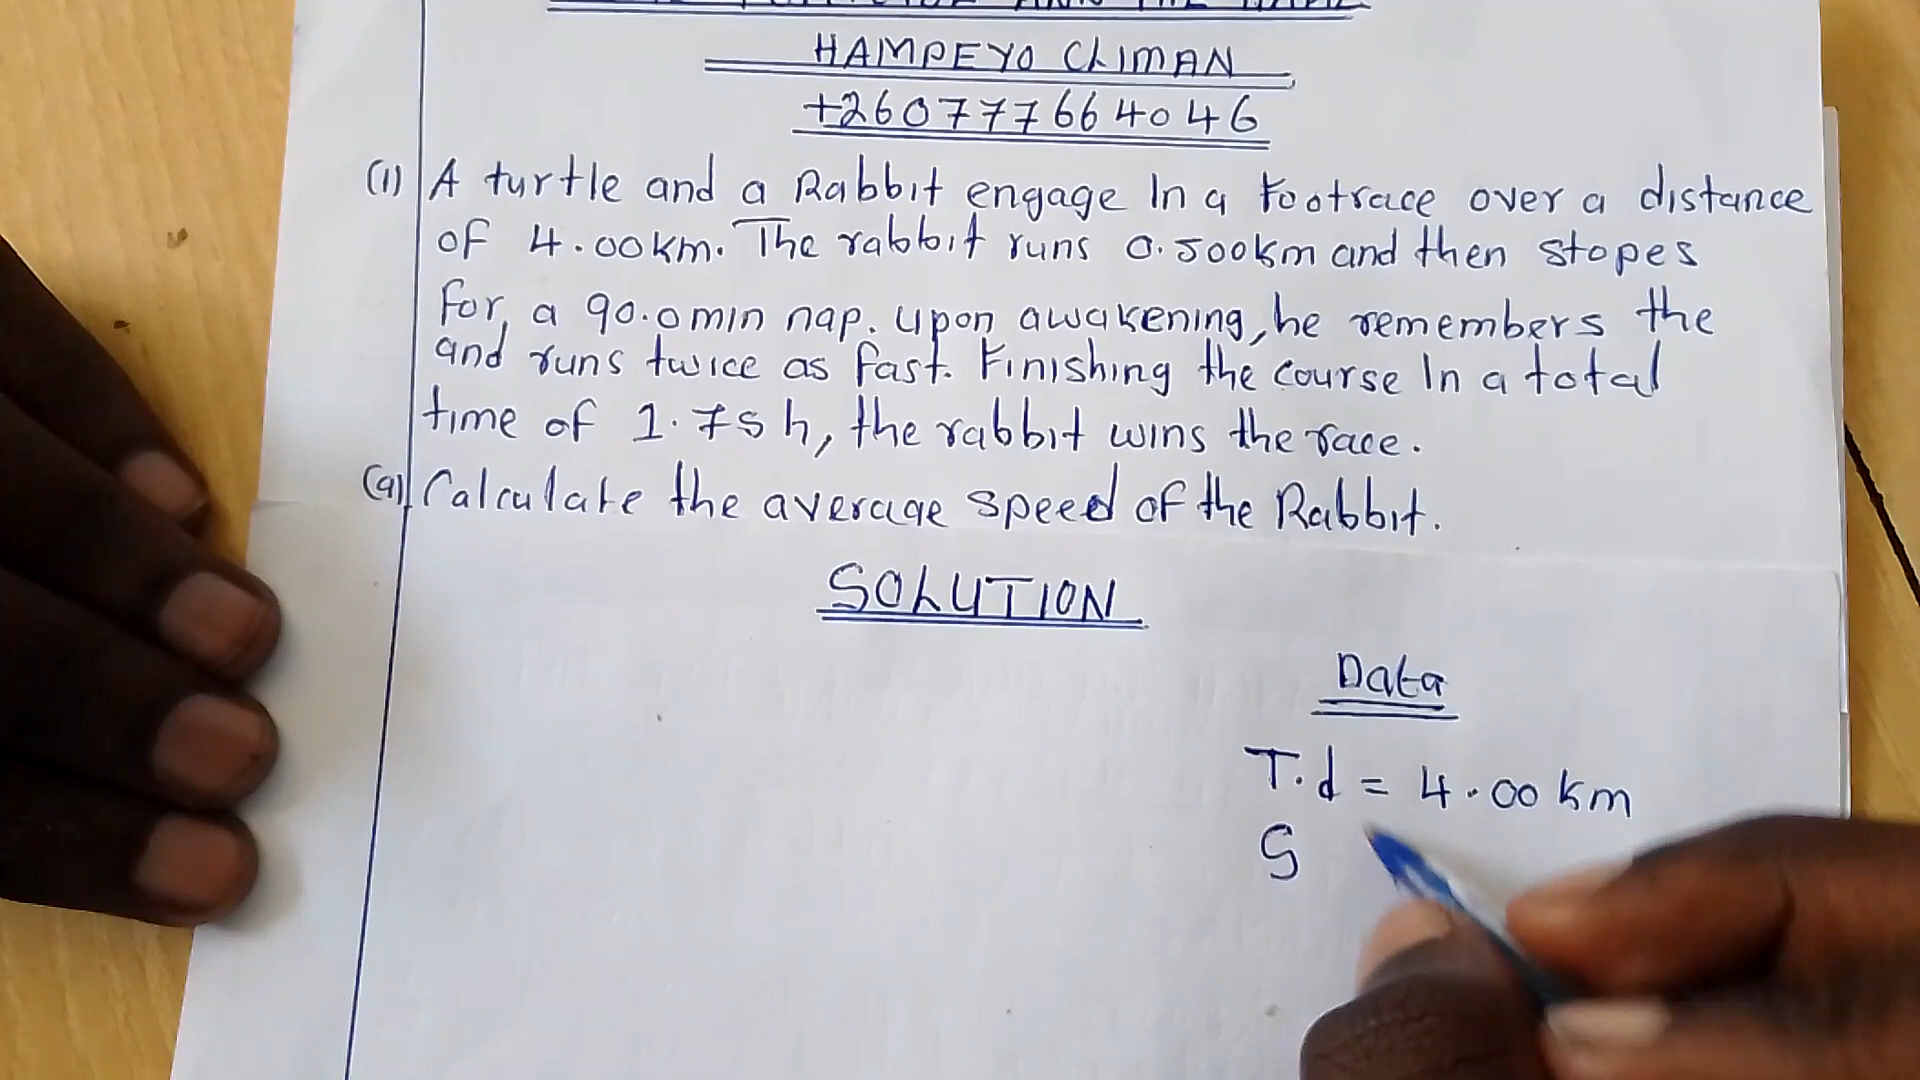 HAMPEYO CLIMAN
+260777664046
(1) A turtle and a Rabbit engage In a footrace over a distance
of 4.00km. The rabbit runs 0.500km and then stopes
for a 90.0min nap. upon awakening, he remembers the
and runs twice as fast. Finishing the course In a total
time of 1.75h, the rabbit wins the race.
(a) Calculate the average speed of the Rabbit.
SOLUTION
Data
T.d = 4.00 km
S